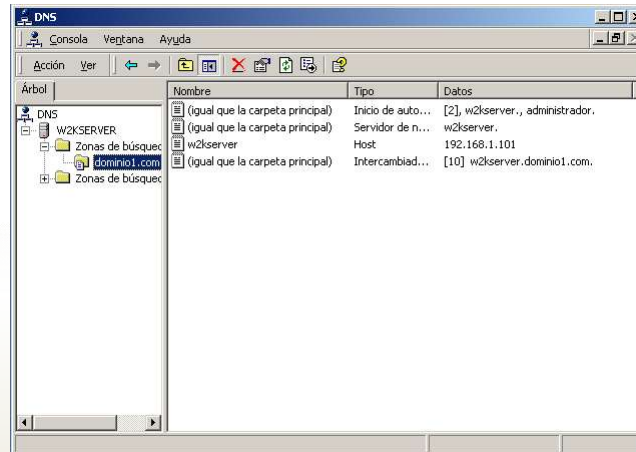 DNS
Consola Ventana Ayuda
Acción Ver
Árbol
Nombre Tipo Datos
DNS
W2KSERVER
Zonas de búsquec
dominio1.com
Zonas de búsquec
(igual que la carpeta principal) Inicio de auto... [2], w2kserver., administrador.
(igual que la carpeta principal) Servidor de n... w2kserver.
w2kserver Host 192.168.1.101
(igual que la carpeta principal) Intercambiad... [10] w2kserver.dominio1.com.